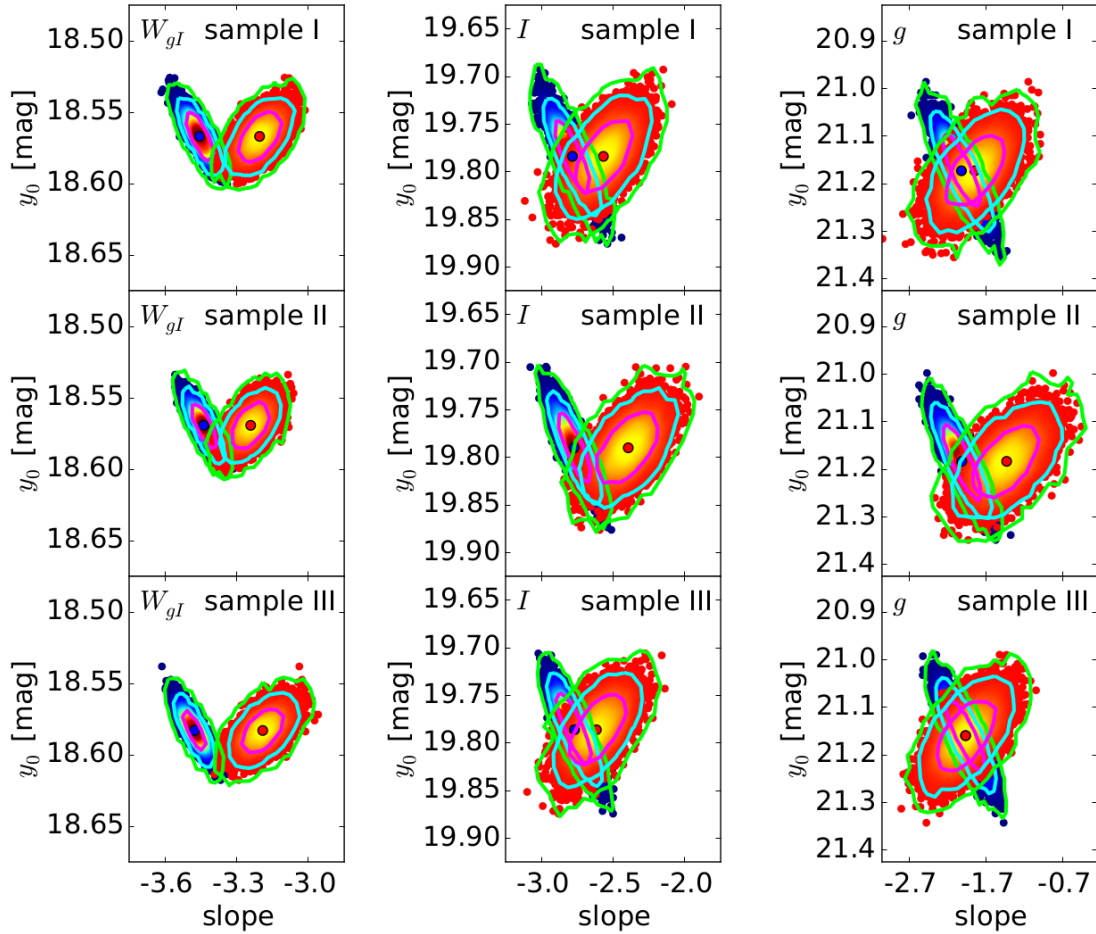 W_{gI} sample I
I sample I
g sample I
18.50
18.55
18.60
18.65
y_0 [mag]
19.65
19.70
19.75
19.80
19.85
19.90
y_0 [mag]
20.9
21.0
21.1
21.2
21.3
21.4
y_0 [mag]
W_{gI} sample II
I sample II
g sample II
18.50
18.55
18.60
18.65
y_0 [mag]
19.65
19.70
19.75
19.80
19.85
19.90
y_0 [mag]
20.9
21.0
21.1
21.2
21.3
21.4
y_0 [mag]
W_{gI} sample III
I sample III
g sample III
18.50
18.55
18.60
18.65
y_0 [mag]
19.65
19.70
19.75
19.80
19.85
19.90
y_0 [mag]
20.9
21.0
21.1
21.2
21.3
21.4
y_0 [mag]
-3.6 -3.3 -3.0
-3.0 -2.5 -2.0
-2.7 -1.7 -0.7
slope
slope
slope